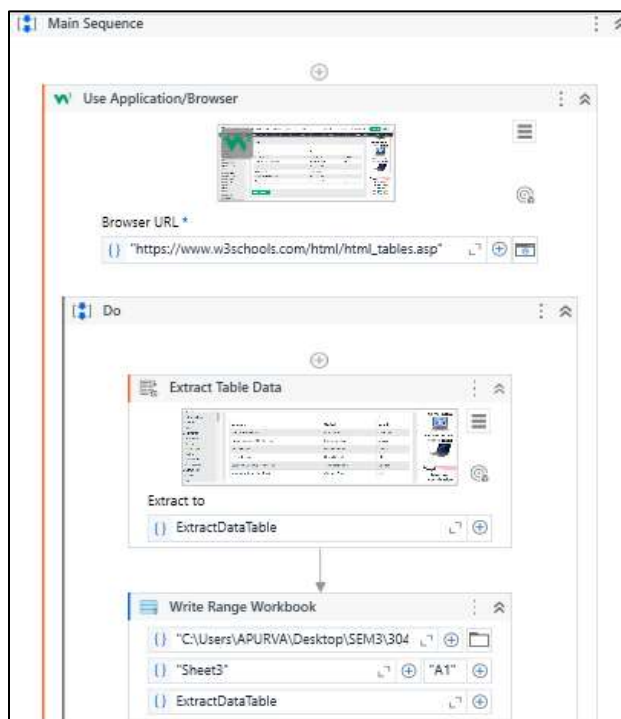 Main Sequence
Use Application/Browser
Browser URL *
"https://www.w3schools.com/html/html_tables.asp"
Do
Extract Table Data
Extract to
ExtractDataTable
Write Range Workbook
"C:\Users\APURVA\Desktop\SEM3\304
"Sheet3" "A1"
ExtractDataTable